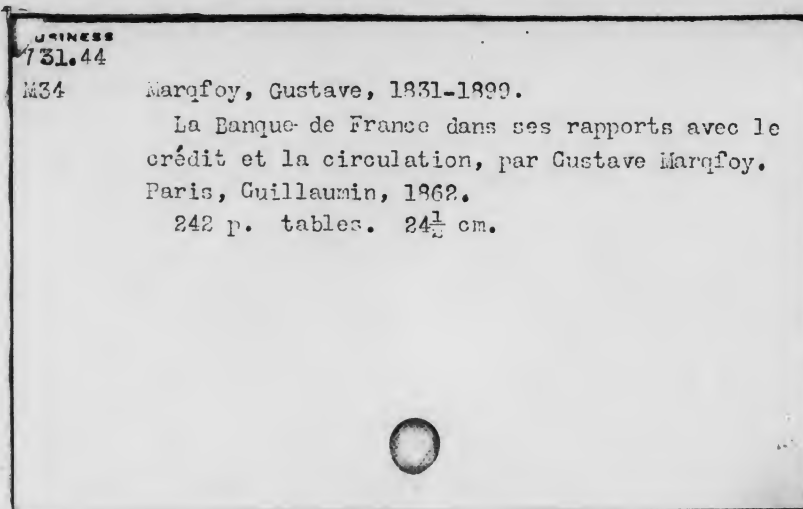 BUSINESS
731.44
M34 Marqfoy, Gustave, 1831-1899.
La Banque de France dans ses rapports avec le
crédit et la circulation, par Gustave Marqfoy.
Paris, Guillaumin, 1862.
242 p. tables. 24½ cm.